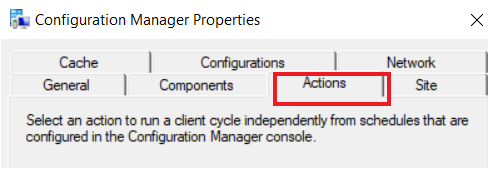 Configuration Manager Properties
Cache Configurations Network
General Components Actions Site
Select an action to run a client cycle independently from schedules that are
configured in the Configuration Manager console.